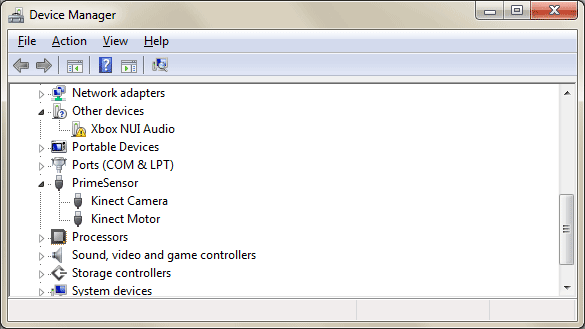 Device Manager
File Action View Help
Network adapters
Other devices
Xbox NUI Audio
Portable Devices
Ports (COM & LPT)
PrimeSensor
Kinect Camera
Kinect Motor
Processors
Sound, video and game controllers
Storage controllers
System devices